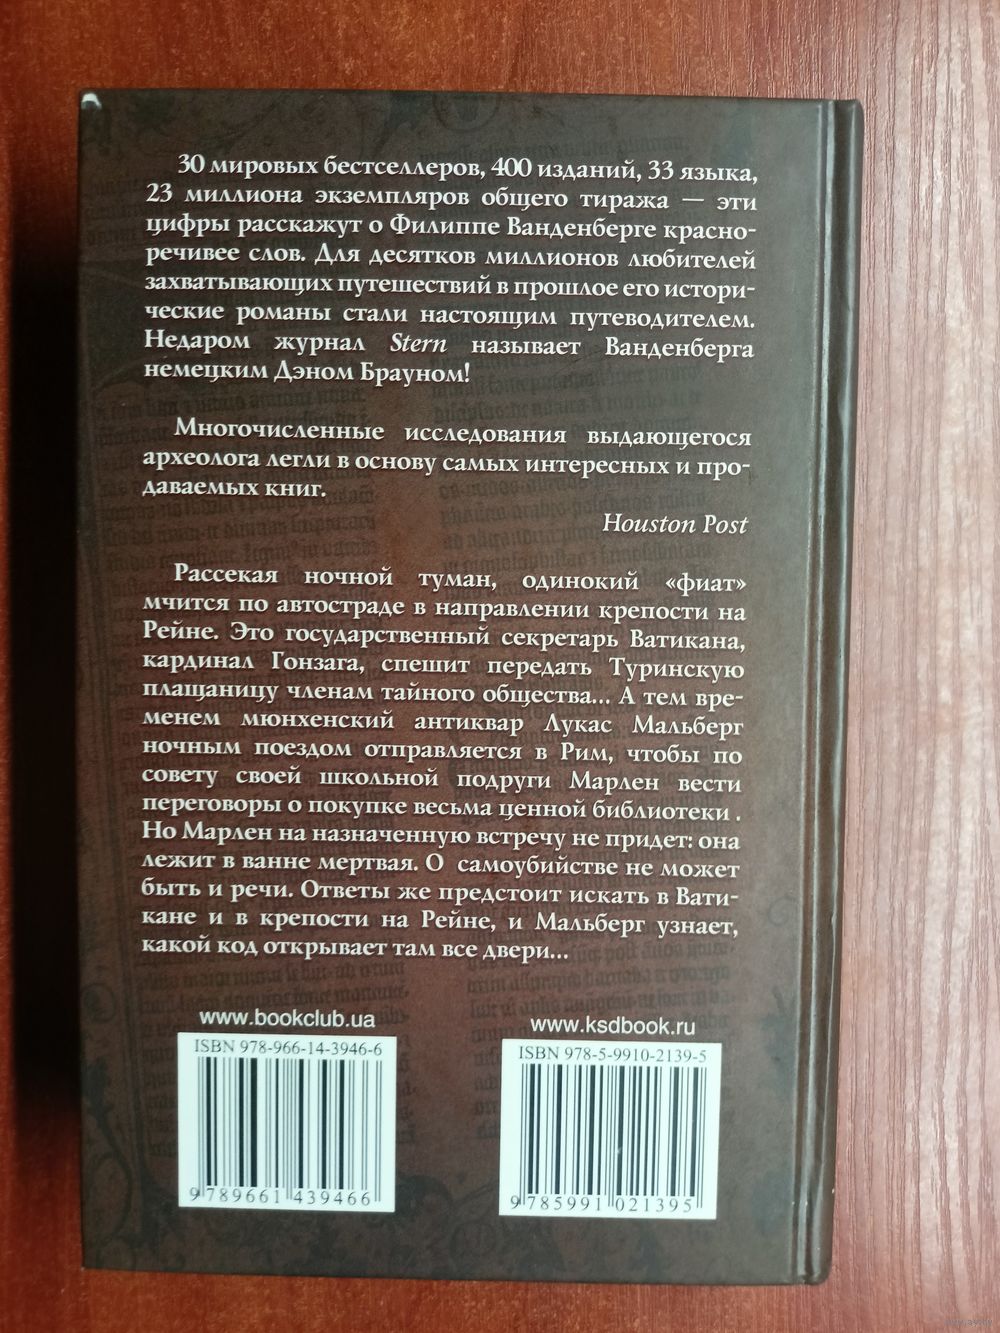 30 мировых бестселлеров, 400 изданий, 33 языка,
23 миллиона экземпляров общего тиража — эти
цифры расскажут о Филиппе Ванденберге красно-
речивее слов. Для десятков миллионов любителей
захватывающих путешествий в прошлое его истори-
ческие романы стали настоящим путеводителем.
Недаром журнал Stern называет Ванденберга
немецким Дэном Брауном!
Многочисленные исследования выдающегося
археолога легли в основу самых интересных и про-
даваемых книг.
Houston Post
Рассекая ночной туман, одинокий «фиат»
мчится по автостраде в направлении крепости на
Рейне. Это государственный секретарь Ватикана,
кардинал Гонзага, спешит передать Туринскую
плащаницу членам тайного общества... А тем вре-
менем мюнхенский антиквар Лукас Мальберг
ночным поездом отправляется в Рим, чтобы по
совету своей школьной подруги Марлен вести
переговоры о покупке весьма ценной библиотеки .
Но Марлен на назначенную встречу не придет: она
лежит в ванне мертвая. О самоубийстве не может
быть и речи. Ответы же предстоит искать в Вати-
кане и в крепости на Рейне, и Мальберг узнает,
какой код открывает там все двери...
www.bookclub.ua
ISBN 978-966-14-3946-6
9 789661 439466
www.ksdbook.ru
ISBN 978-5-9910-2139-5
9 785991 021395